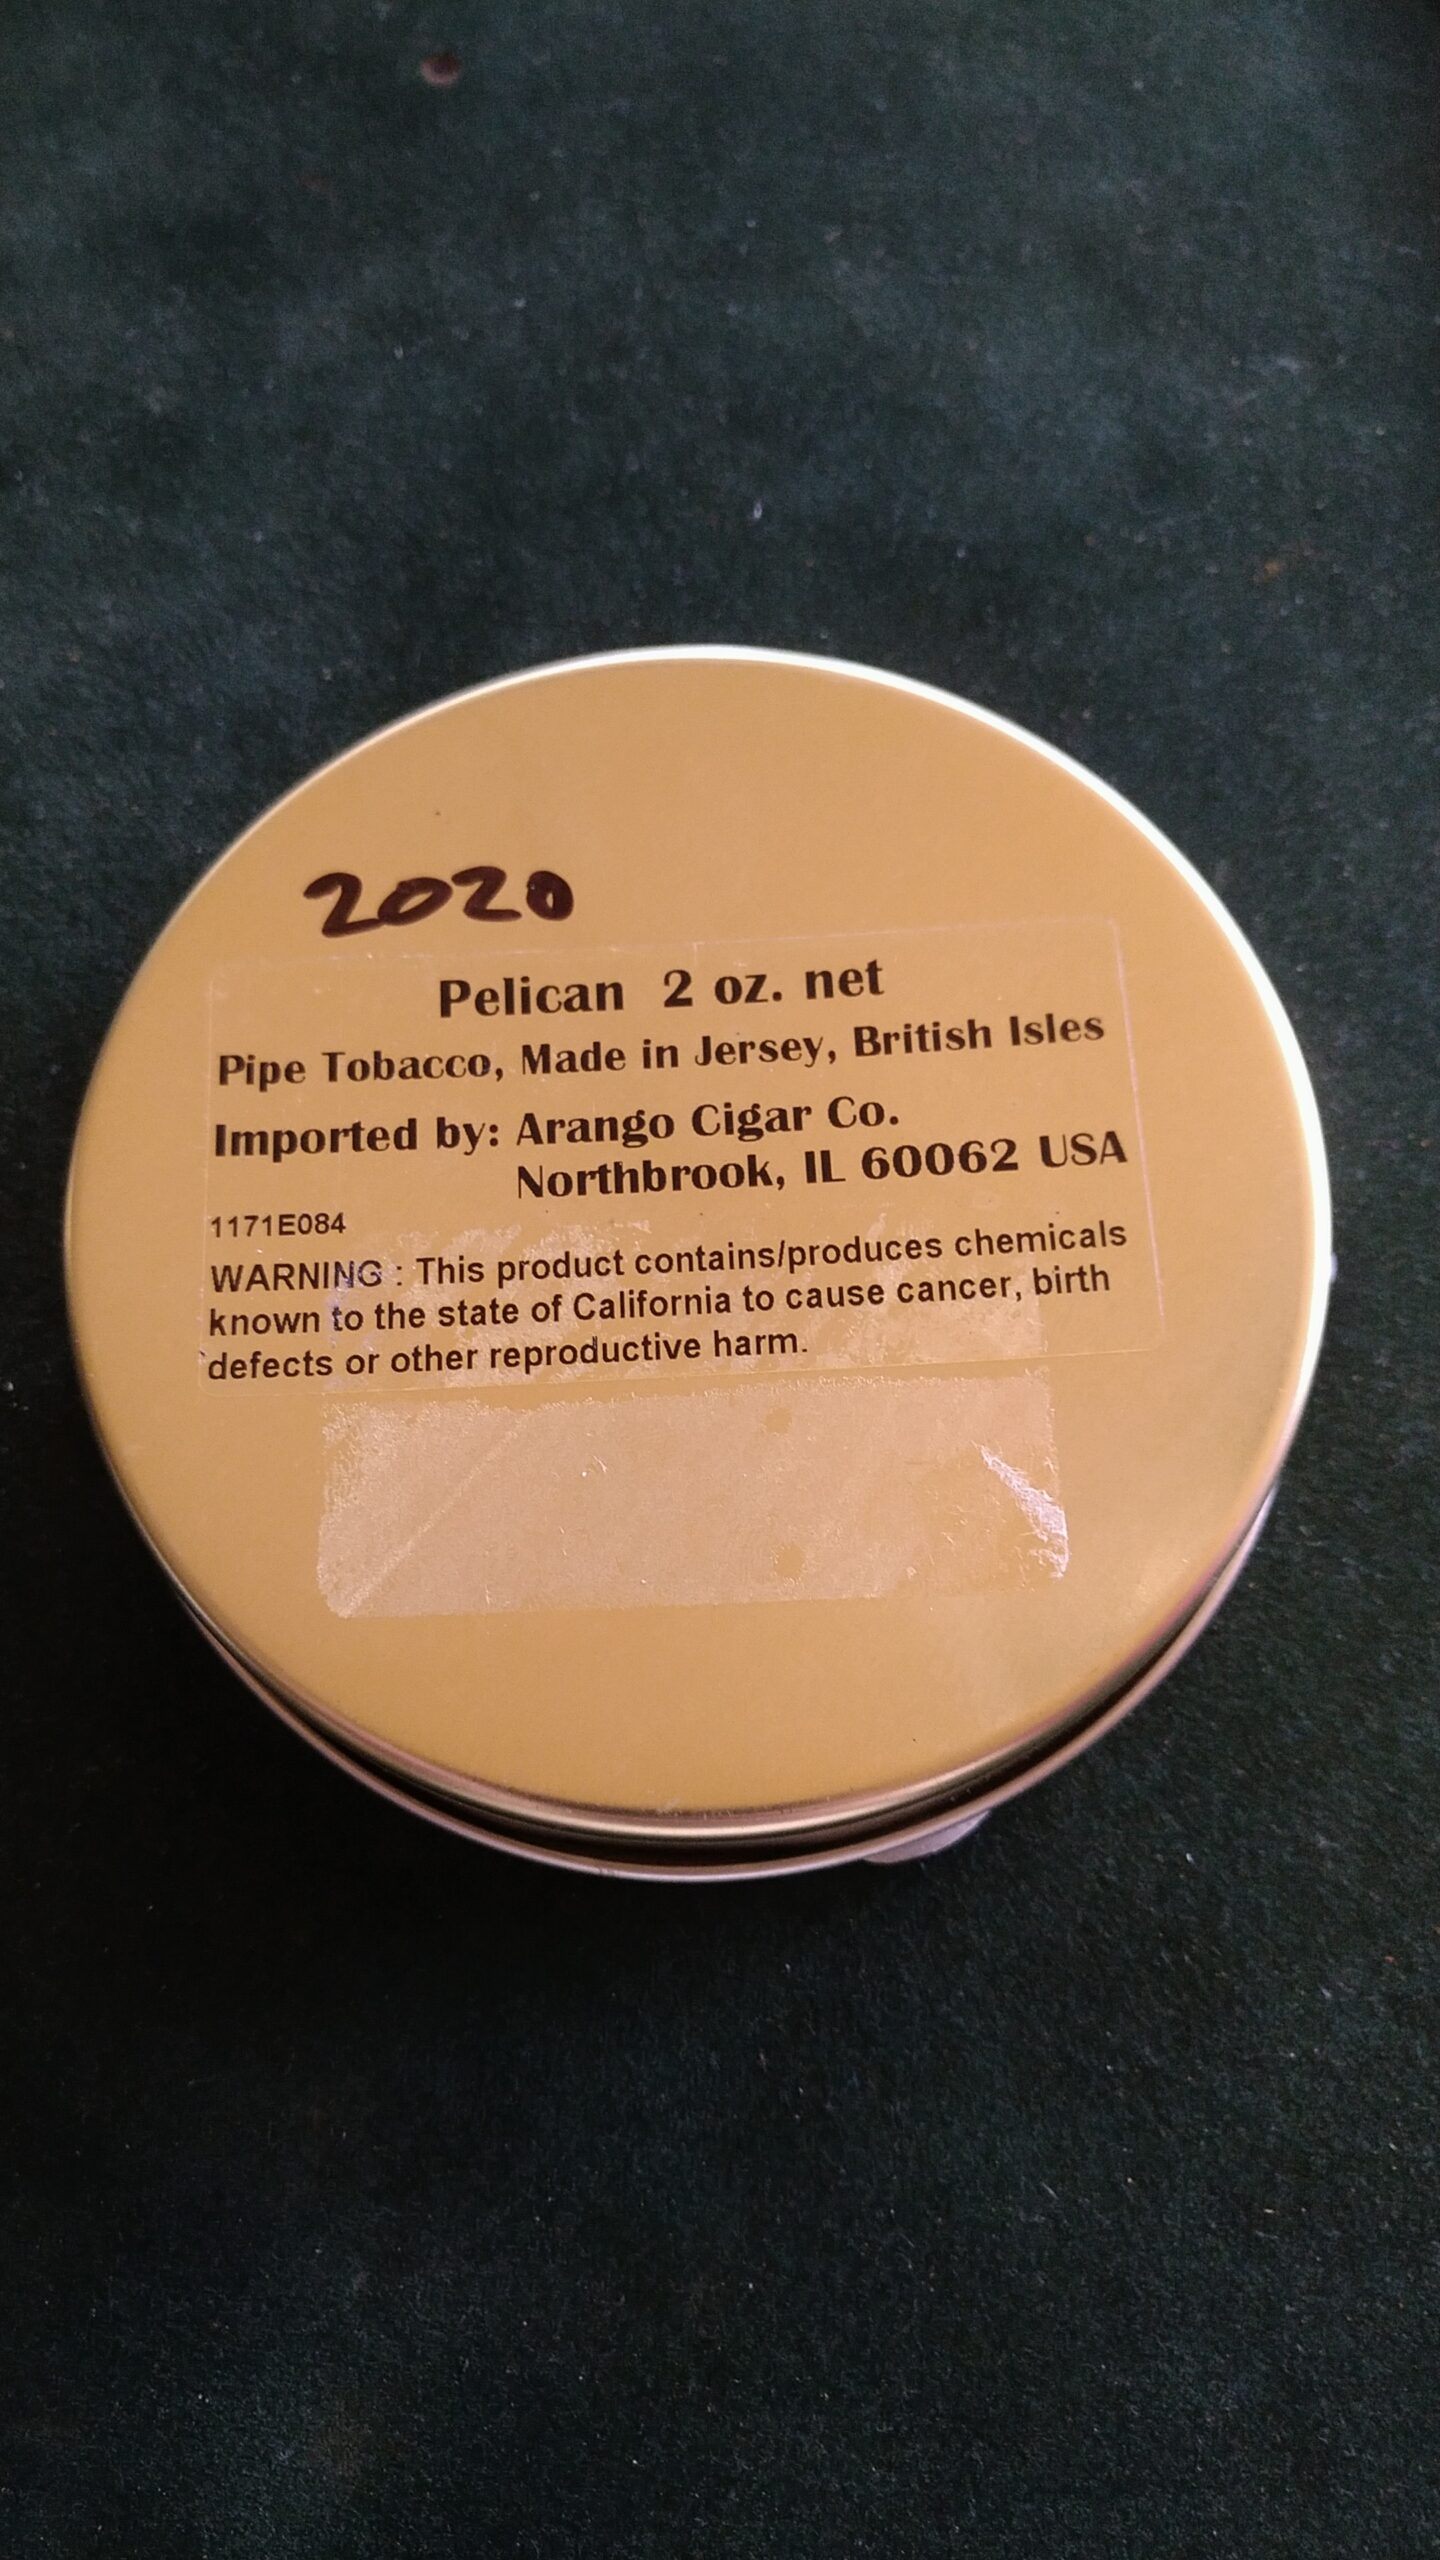 2020
Pelican 2 oz. net
Pipe Tobacco, Made in Jersey, British Isles
Imported by: Arango Cigar Co.
Northbrook, IL 60062 USA
1171E084
WARNING : This product contains/produces chemicals
known to the state of California to cause cancer, birth
defects or other reproductive harm.